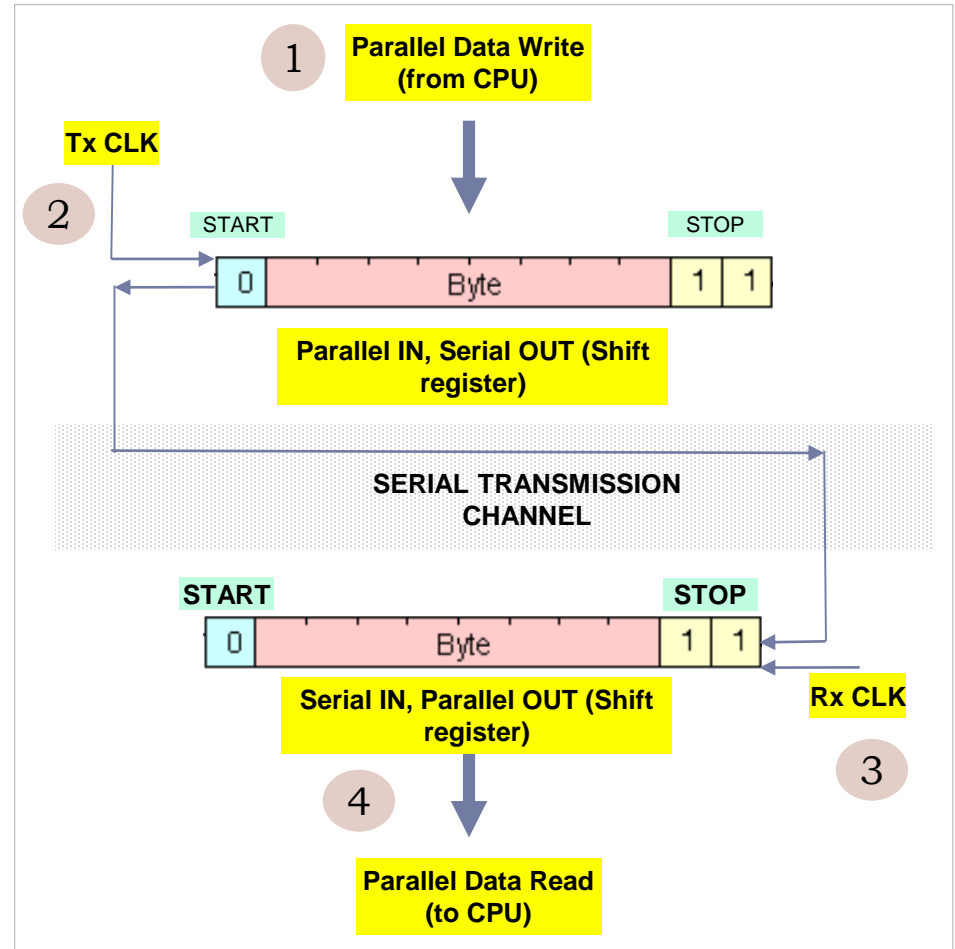 1
Parallel Data Write
(from CPU)
Tx CLK
2
START
STOP
0 Byte 1 1
Parallel IN, Serial OUT (Shift
register)
SERIAL TRANSMISSION
CHANNEL
START
STOP
0 Byte 1 1
Serial IN, Parallel OUT (Shift
register)
Rx CLK
3
4
Parallel Data Read
(to CPU)